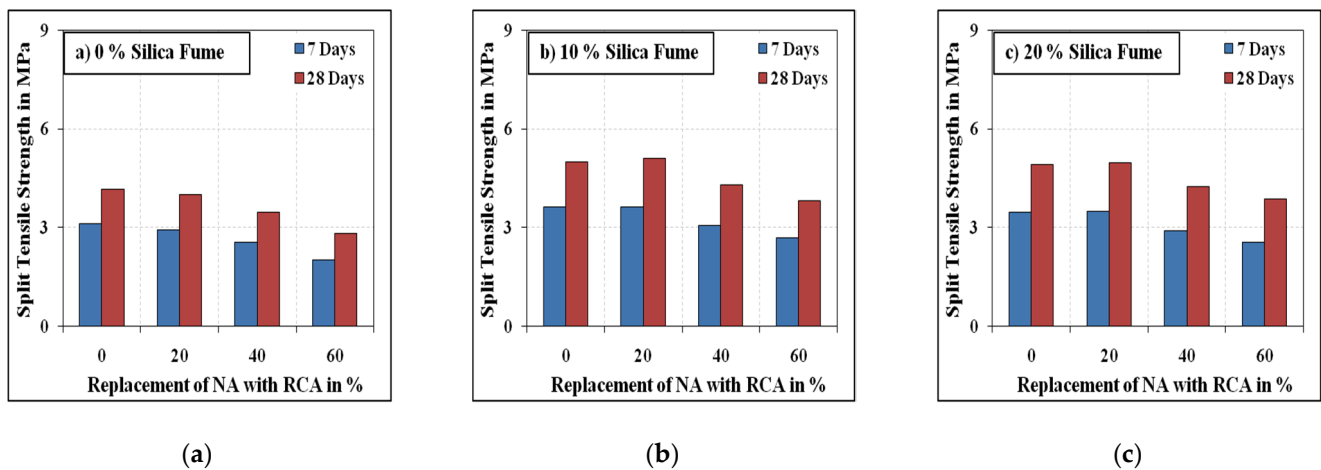 a) 0 % Silica Fume
7 Days
28 Days
Split Tensile Strength in MPa
9
6
3
0
0 20 40 60
Replacement of NA with RCA in %
(a)
b) 10 % Silica Fume
7 Days
28 Days
Split Tensile Strength in MPa
9
6
3
0
0 20 40 60
Replacement of NA with RCA in %
(b)
c) 20 % Silica Fume
7 Days
28 Days
Split Tensile Strength in MPa
9
6
3
0
0 20 40 60
Replacement of NA with RCA in %
(c)